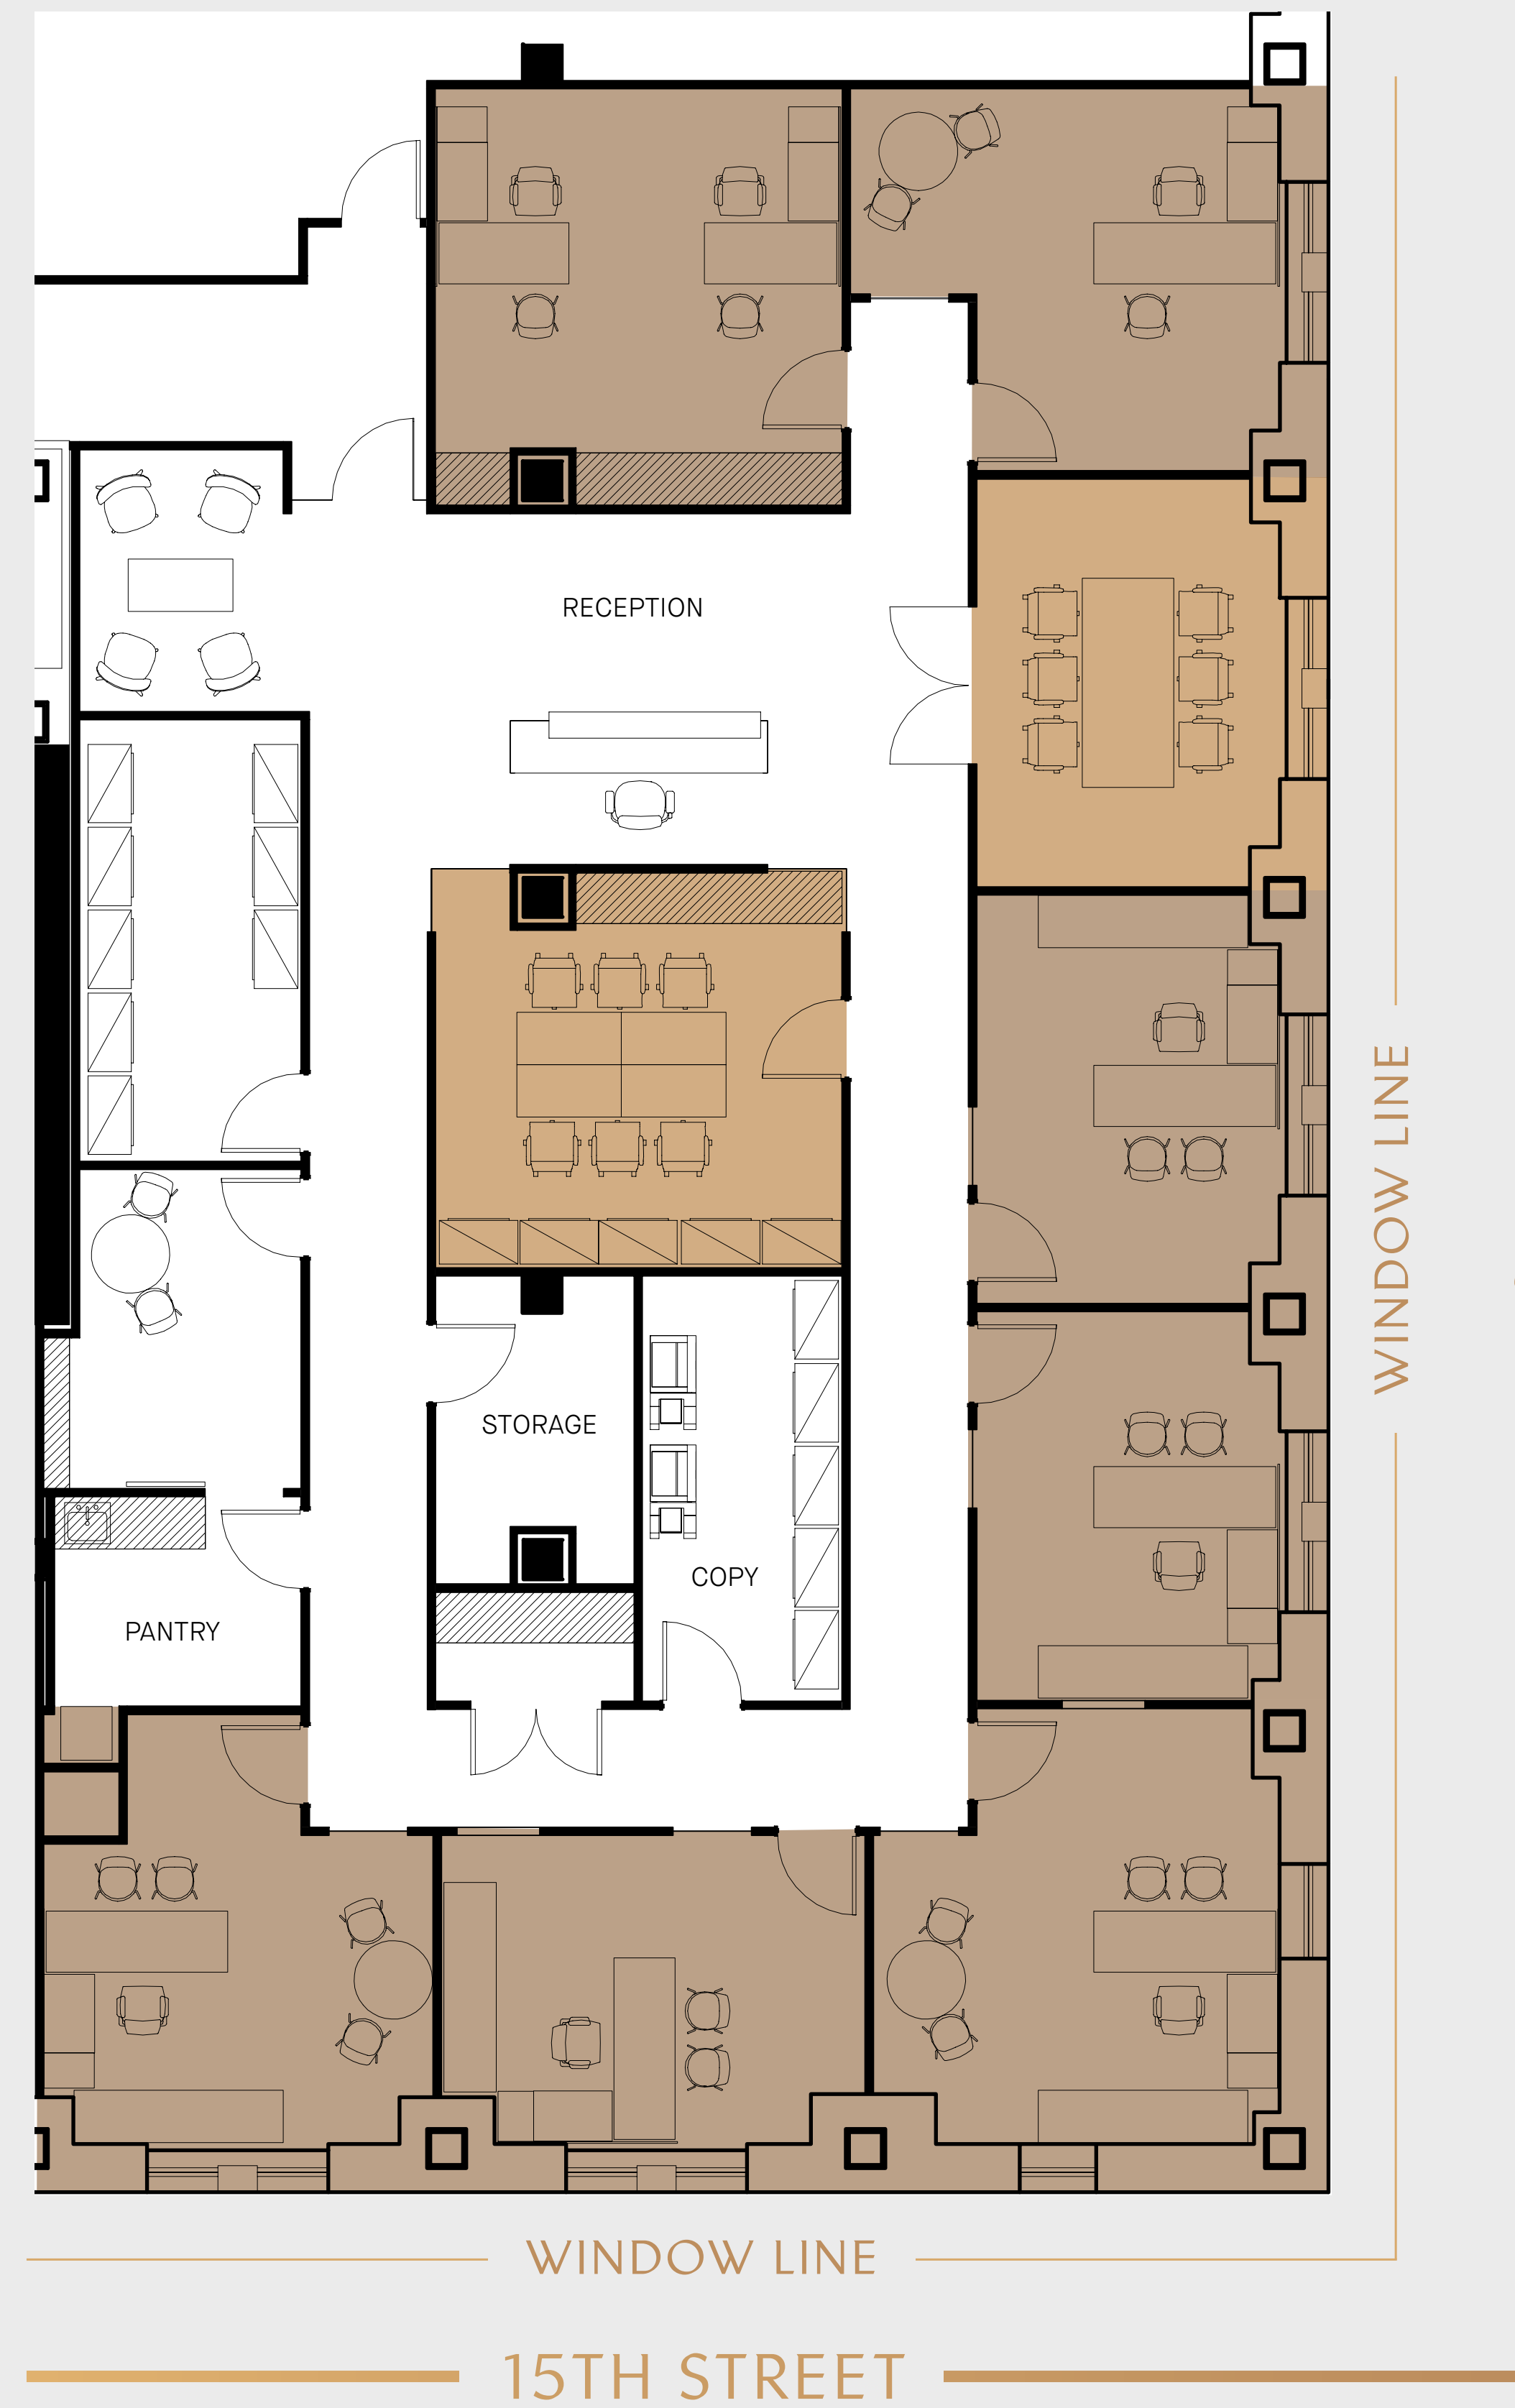 RECEPTION
WINDOW LINE
STORAGE
COPY
PANTRY
WINDOW LINE
15TH STREET